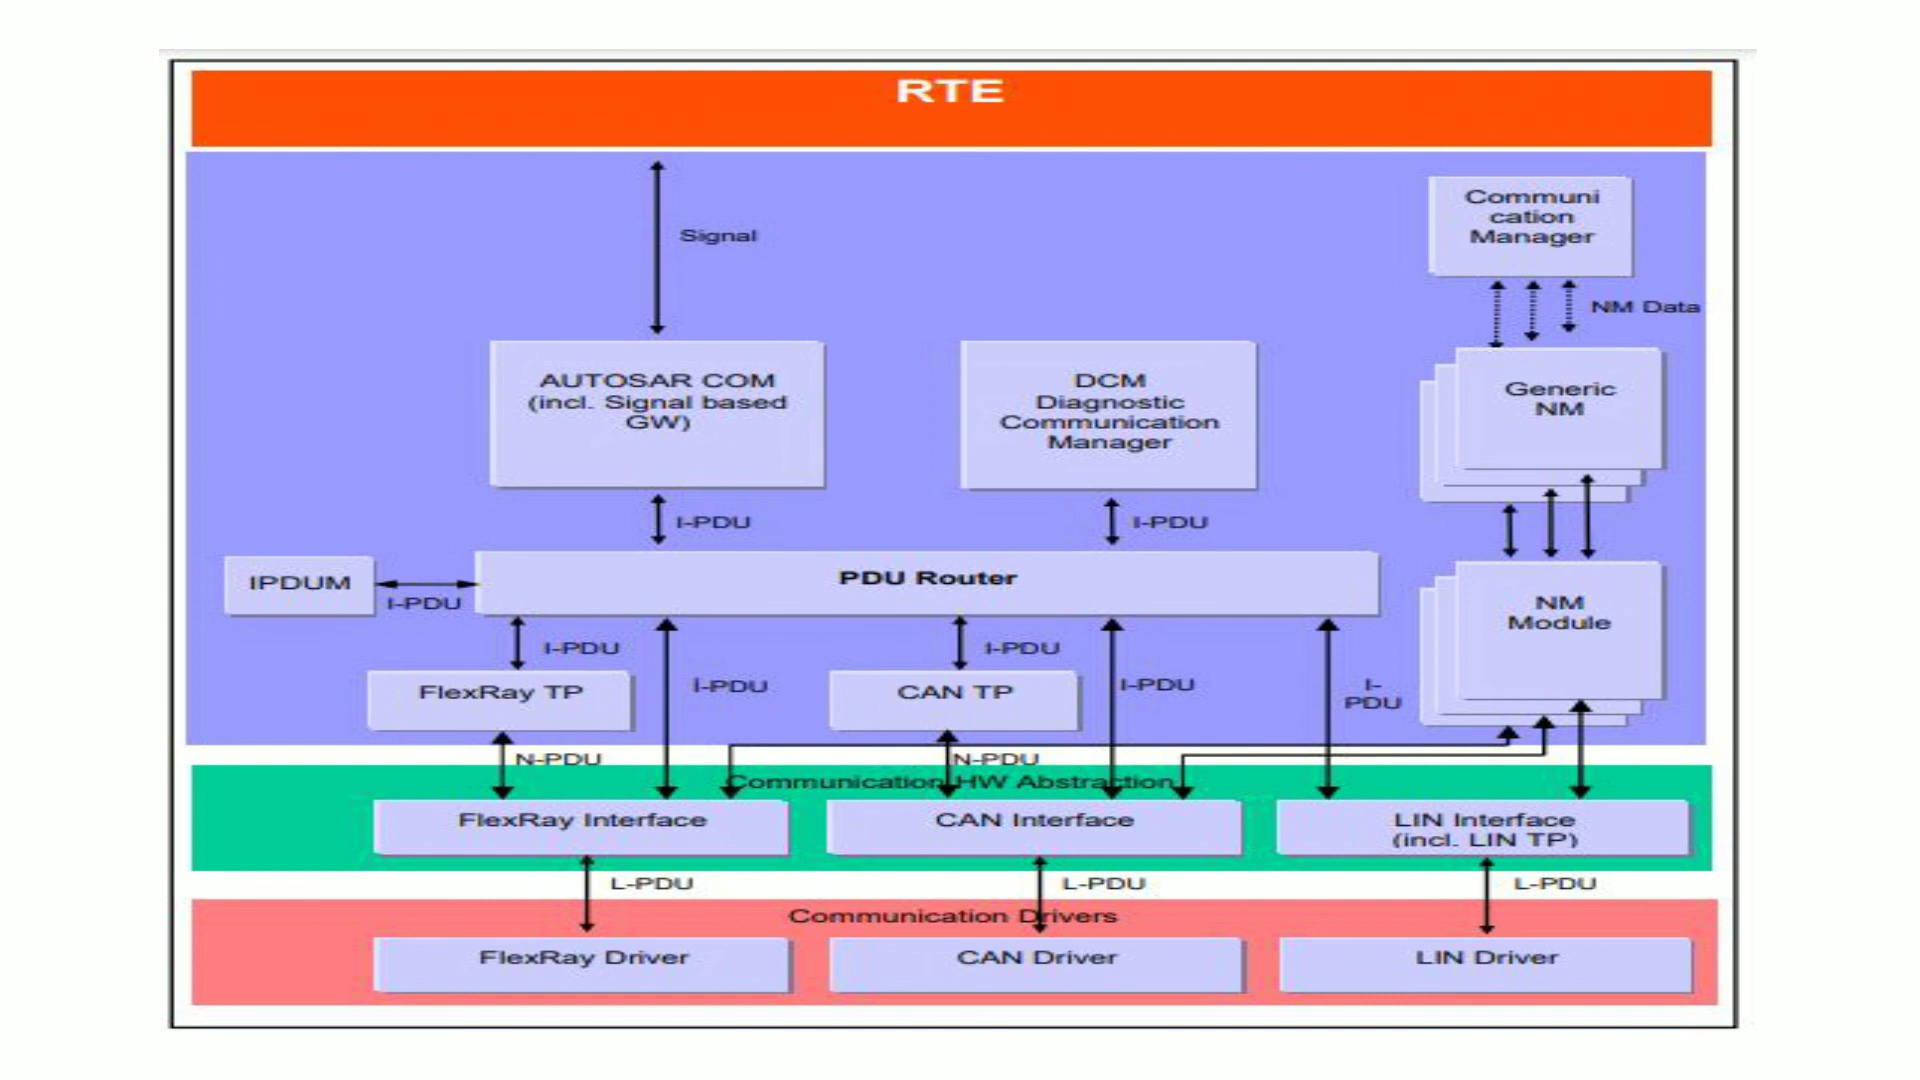 RTE
Signal
Communi
cation
Manager
NM Data
AUTOSAR COM
(incl. Signal based
GW)
DCM
Diagnostic
Communication
Manager
Generic
NM
I-PDU
I-PDU
IPDUM
I-PDU
PDU Router
NM
Module
I-PDU
I-PDU
I-PDU
I-PDU
I-
PDU
FlexRay TP
CAN TP
N-PDU
N-PDU
Communication HW Abstraction
FlexRay Interface
CAN Interface
LIN Interface
(incl. LIN TP)
L-PDU
L-PDU
L-PDU
Communication Drivers
FlexRay Driver
CAN Driver
LIN Driver